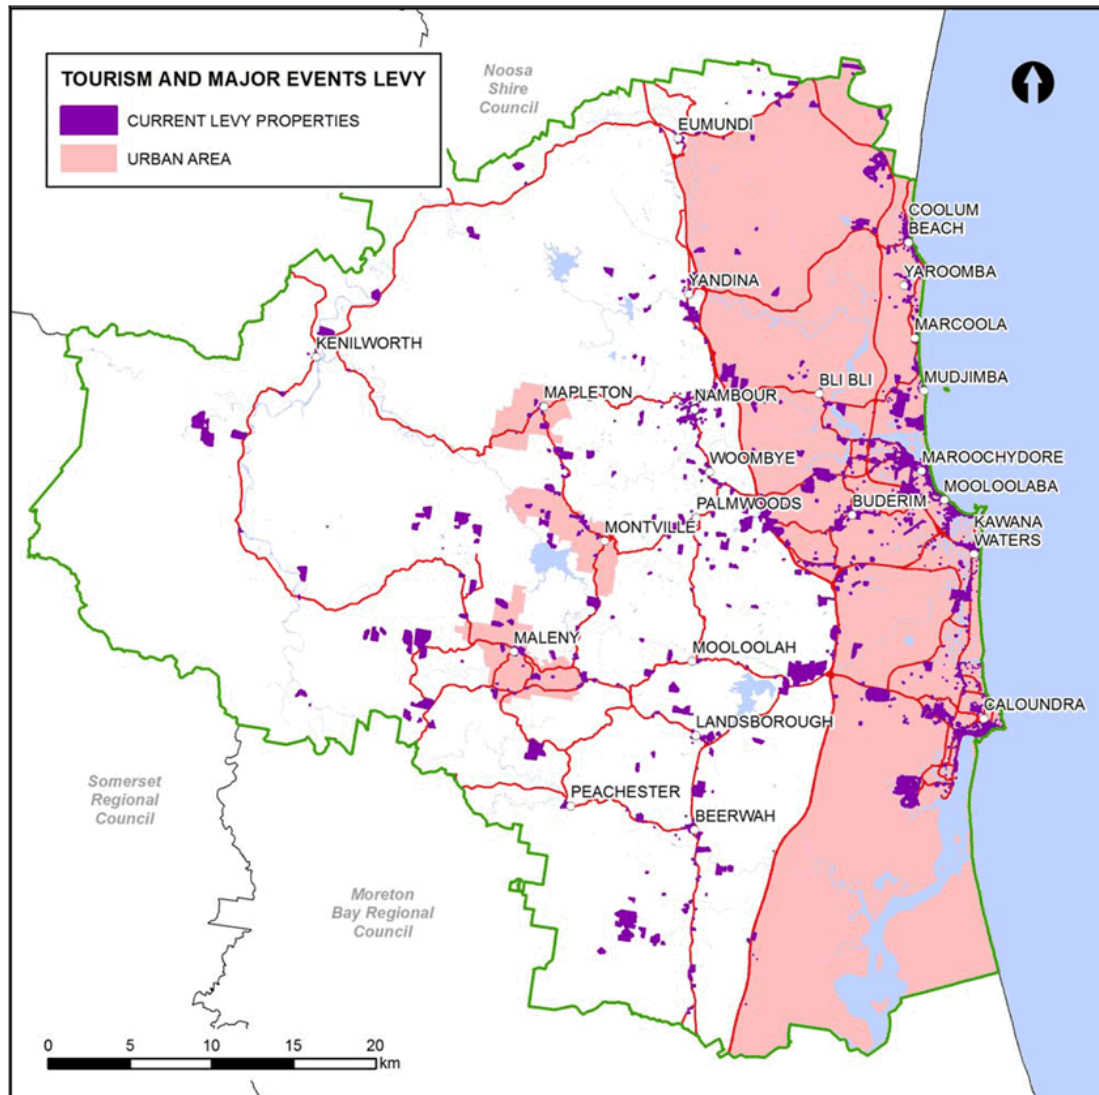 TOURISM AND MAJOR EVENTS LEVY
CURRENT LEVY PROPERTIES
URBAN AREA
Noosa
Shire
Council
EUMUNDI
COOLUM
BEACH
YAROOMBA
YANDINA
MARCOOLA
KENILWORTH
MUDJIMBA
BLI BLI
MAPLETON
NAMBOUR
WOOMBYE
MAROOCHYDORE
MOOLOOLABA
PALMWOODS
BUDERIM
MONTVILLE
KAWANA
WATERS
MALENY
MOOLOOLAH
CALOUNDRA
LANDSBOROUGH
Somerset
Regional
Council
PEACHESTER
BEERWAH
Moreton
Bay Regional
Council
0 5 10 15 20
km